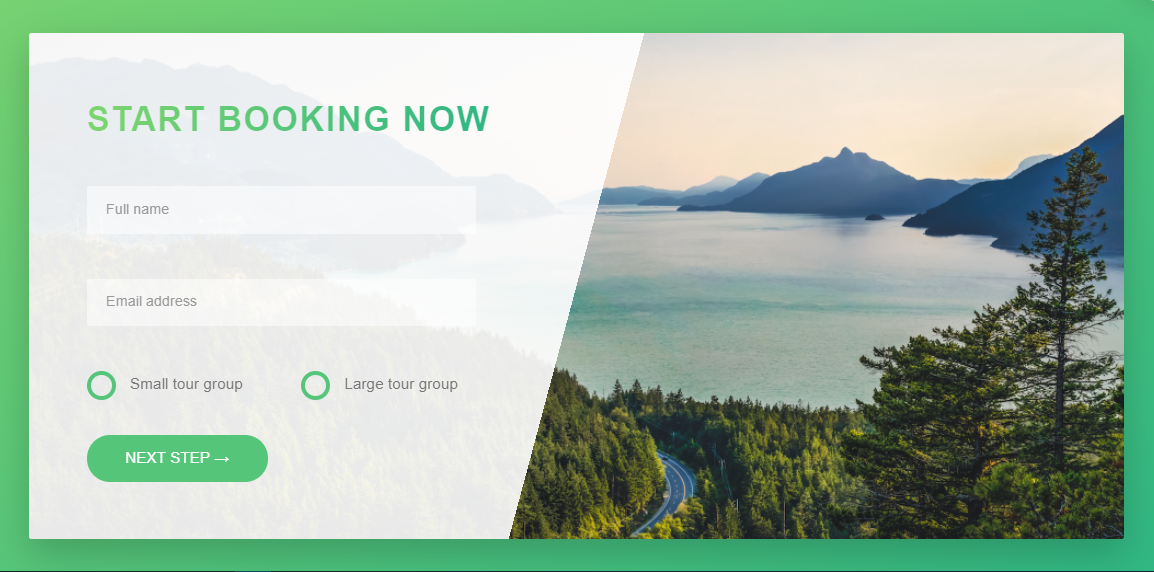 START BOOKING NOW
Full name
Email address
Small tour group Large tour group
NEXT STEP →